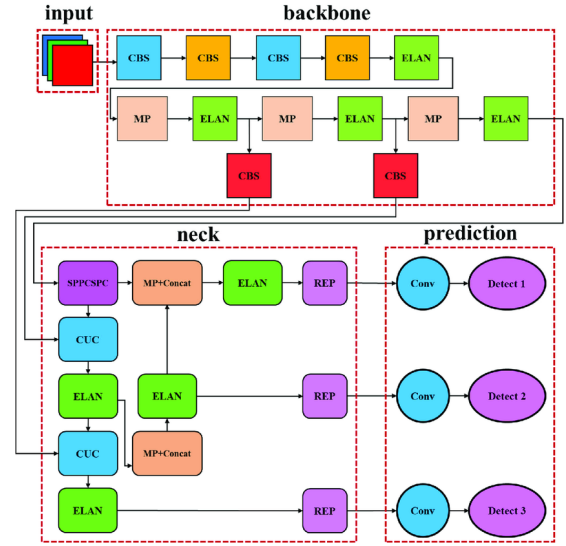 input
backbone
CBS
CBS
CBS
CBS
ELAN
MP
ELAN
MP
ELAN
MP
ELAN
CBS
CBS
neck
prediction
SPPCSPC
MP+Concat
ELAN
REP
Conv
Detect 1
CUC
ELAN
ELAN
REP
Conv
Detect 2
CUC
MP+Concat
ELAN
REP
Conv
Detect 3